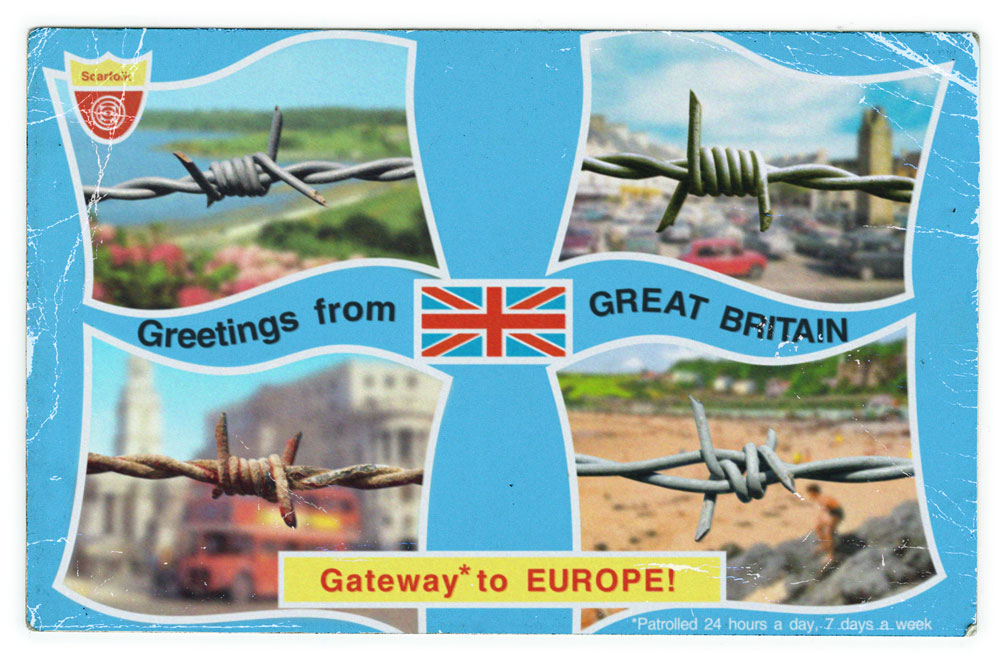 Scarfolk
Greetings from GREAT BRITAIN
Gateway* to EUROPE!
*Patrolled 24 hours a day, 7 days a week